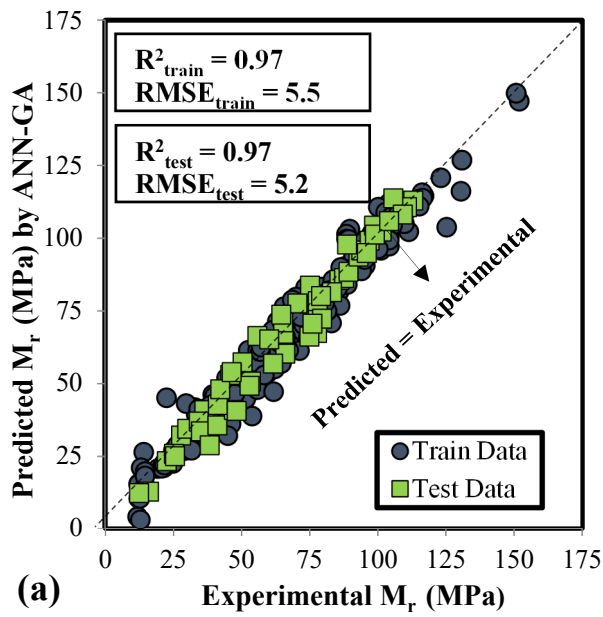 R²train = 0.97
RMSEtrain = 5.5
R²test = 0.97
RMSEtest = 5.2
Predicted Mr (MPa) by ANN-GA
175
150
125
100
75
50
25
0
Predicted = Experimental
Train Data
Test Data
0 25 50 75 100 125 150 175
(a) Experimental Mr (MPa)